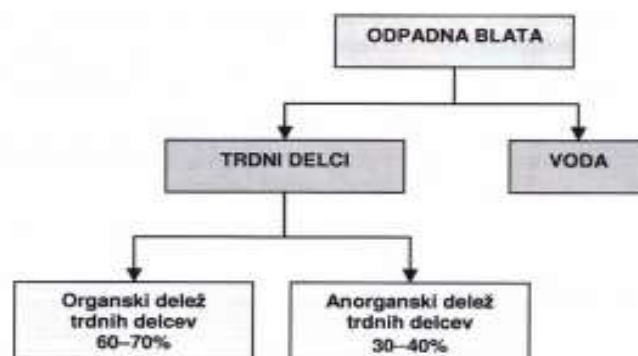 ODPADNA BLATA
TRDNI DELCI
VODA
Organski delež
trdnih delcev
60–70%
Anorganski delež
trdnih delcev
30–40%